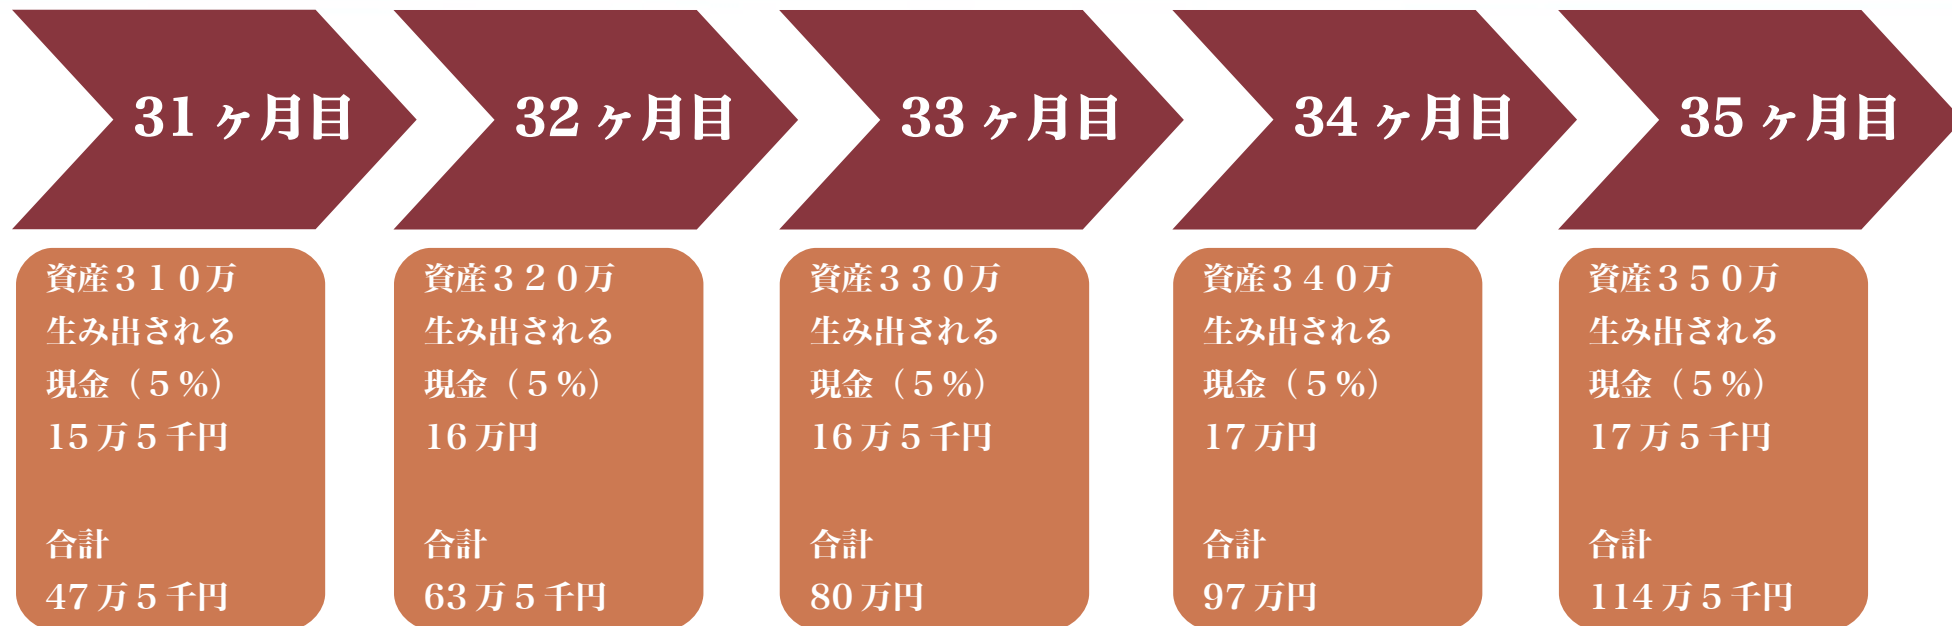 31ヶ月目
32ヶ月目
33ヶ月目
34ヶ月目
35ヶ月目
資産３１０万
生み出される
現金（５%）
15万５千円
合計
47万５千円
資産３２０万
生み出される
現金（５%）
16万円
合計
63万５千円
資産３３０万
生み出される
現金（５%）
16万５千円
合計
80万円
資産３４０万
生み出される
現金（５%）
17万円
合計
97万円
資産３５０万
生み出される
現金（５%）
17万５千円
合計
114万５千円